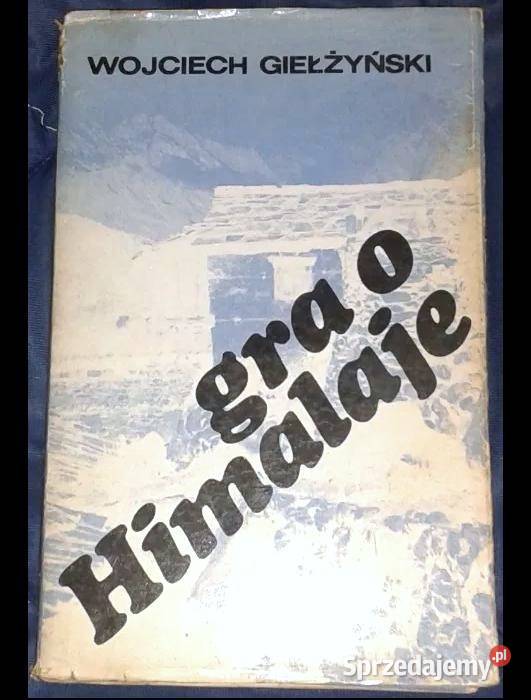 WOJCIECH GIEŁŻYŃSKI
gra o
Himalaje
Sprzedajemy.pl